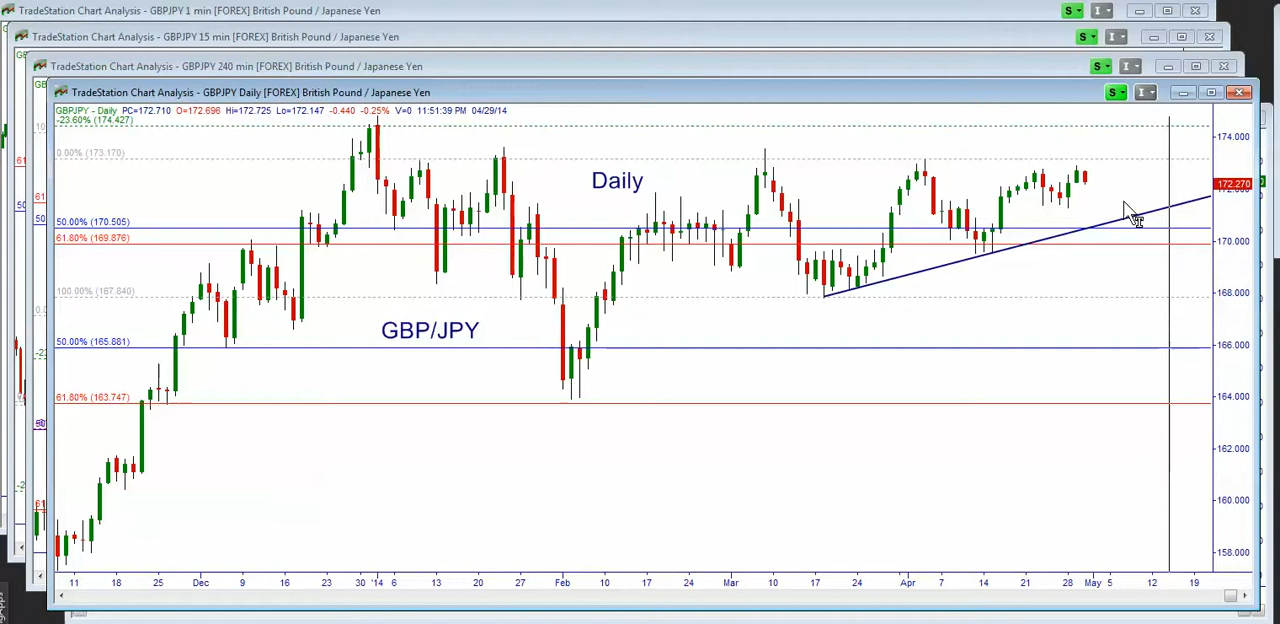 TradeStation Chart Analysis - GBPJPY 1 min [FOREX] British Pound / Japanese Yen
S
I
TradeStation Chart Analysis - GBPJPY 15 min [FOREX] British Pound / Japanese Yen
S
I
TradeStation Chart Analysis - GBPJPY 240 min [FOREX] British Pound / Japanese Yen
S
I
TradeStation Chart Analysis - GBPJPY Daily [FOREX] British Pound / Japanese Yen
S
I
GBPJPY - Daily PC=172.710 O=172.696 Hi=172.725 Lo=172.147 -0.440 -0.25% V=0 11:51:39 PM 04/29/14
-23.60% (174.427)
174.000
0.00% (173.170)
Daily
172.270
50.00% (170.505)
61.80% (169.876)
170.000
100.00% (167.840)
168.000
GBP/JPY
166.000
50.00% (165.881)
61.80% (163.747)
164.000
162.000
160.000
158.000
11 18 25 Dec 9 16 23 30 '14 6 13 20 27 Feb 10 17 24 Mar 10 17 24 Apr 7 14 21 28 May 5 12 19